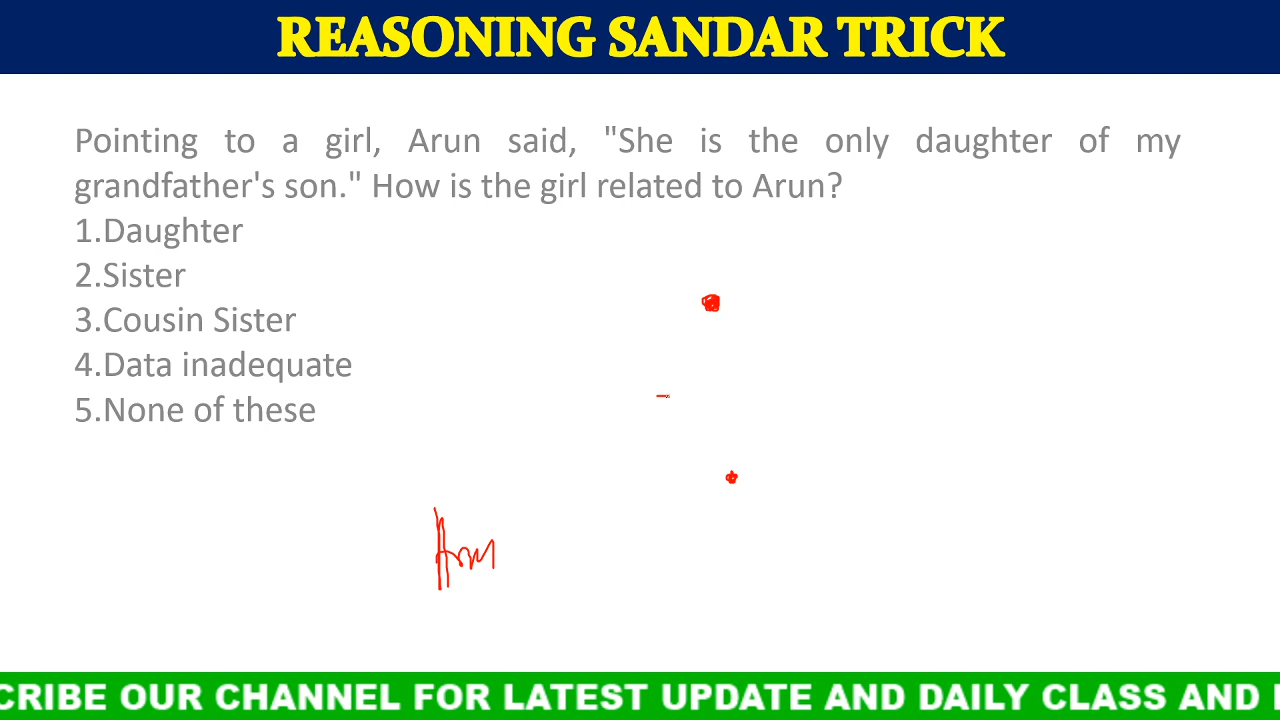 REASONING SANDAR TRICK
Pointing to a girl, Arun said, "She is the only daughter of my
grandfather's son." How is the girl related to Arun?
1.Daughter
2.Sister
3.Cousin Sister
4.Data inadequate
5.None of these
Arun
CRIBE OUR CHANNEL FOR LATEST UPDATE AND DAILY CLASS AND